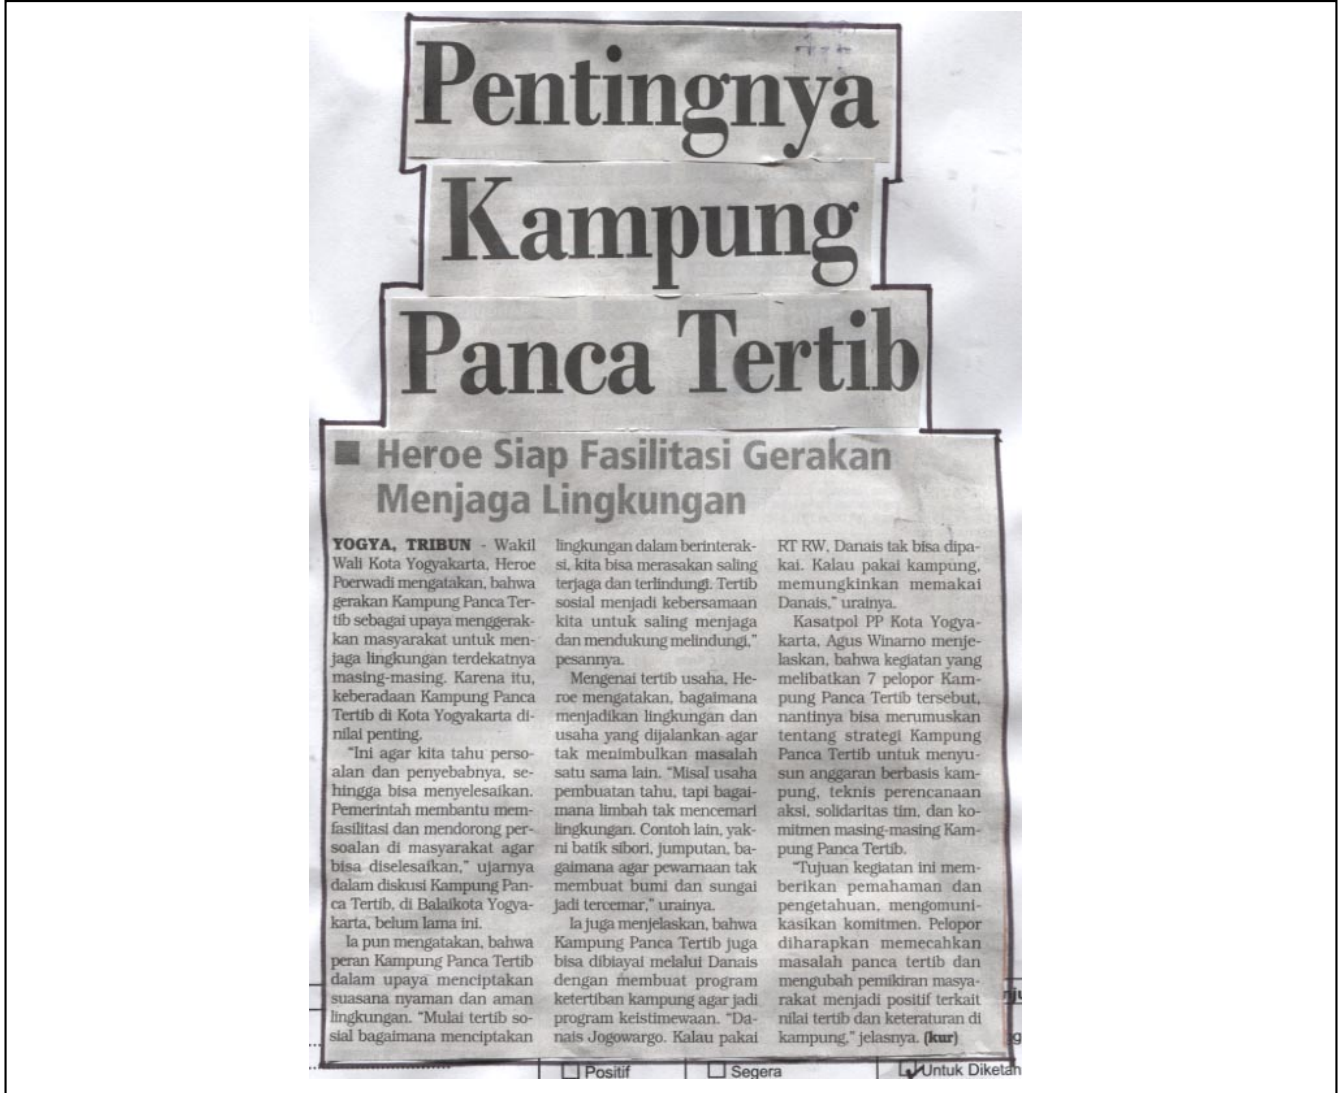 Pentingnya
Kampung
Panca Tertib
■ Heroe Siap Fasilitasi Gerakan
Menjaga Lingkungan
YOGYA, TRIBUN - Wakil
Wali Kota Yogyakarta, Heroe
Poerwadi mengatakan, bahwa
gerakan Kampung Panca Ter-
tib sebagai upaya menggerak-
kan masyarakat untuk men-
jaga lingkungan terdekatnya
masing-masing. Karena itu,
keberadaan Kampung Panca
Tertib di Kota Yogyakarta di-
nilai penting.
"Ini agar kita tahu perso-
alan dan penyebabnya, se-
hingga bisa menyelesaikan.
Pemerintah membantu mem-
fasilitasi dan mendorong per-
soalan di masyarakat agar
bisa diselesaikan," ujarnya
dalam diskusi Kampung Pan-
ca Tertib, di Balaikota Yogya-
karta, belum lama ini.
Ia pun mengatakan, bahwa
peran Kampung Panca Tertib
dalam upaya menciptakan
suasana nyaman dan aman
lingkungan. "Mulai tertib so-
sial bagaimana menciptakan
lingkungan dalam berinterak-
si, kita bisa merasakan saling
terjaga dan terlindungi. Tertib
sosial menjadi kebersamaan
kita untuk saling menjaga
dan mendukung melindungi,"
pesannya.
Mengenai tertib usaha, He-
roe mengatakan, bagaimana
menjadikan lingkungan dan
usaha yang dijalankan agar
tak menimbulkan masalah
satu sama lain. "Misal usaha
pembuatan tahu, tapi bagai-
mana limbah tak mencemari
lingkungan. Contoh lain, yak-
ni batik sibori, jumputan, ba-
gaimana agar pewarnaan tak
membuat bumi dan sungai
jadi tercemar," urainya.
Ia juga menjelaskan, bahwa
Kampung Panca Tertib juga
bisa dibiayai melalui Danais
dengan membuat program
ketertiban kampung agar jadi
program keistimewaan. "Da-
nais Jogowargo. Kalau pakai
RT RW, Danais tak bisa dipa-
kai. Kalau pakai kampung,
memungkinkan memakai
Danais," urainya.
Kasatpol PP Kota Yogya-
karta, Agus Winarno menje-
laskan, bahwa kegiatan yang
melibatkan 7 pelopor Kam-
pung Panca Tertib tersebut,
nantinya bisa merumuskan
tentang strategi Kampung
Panca Tertib untuk menyu-
sun anggaran berbasis kam-
pung, teknis perencanaan
aksi, solidaritas tim, dan ko-
mitmen masing-masing Kam-
pung Panca Tertib.
"Tujuan kegiatan ini mem-
berikan pemahaman dan
pengetahuan, mengomuni-
kasikan komitmen. Pelopor
diharapkan memecahkan
masalah panca tertib dan
mengubah pemikiran masya-
rakat menjadi positif terkait
nilai tertib dan keteraturan di
kampung," jelasnya. (kur)
Positif Segera Untuk Diketah